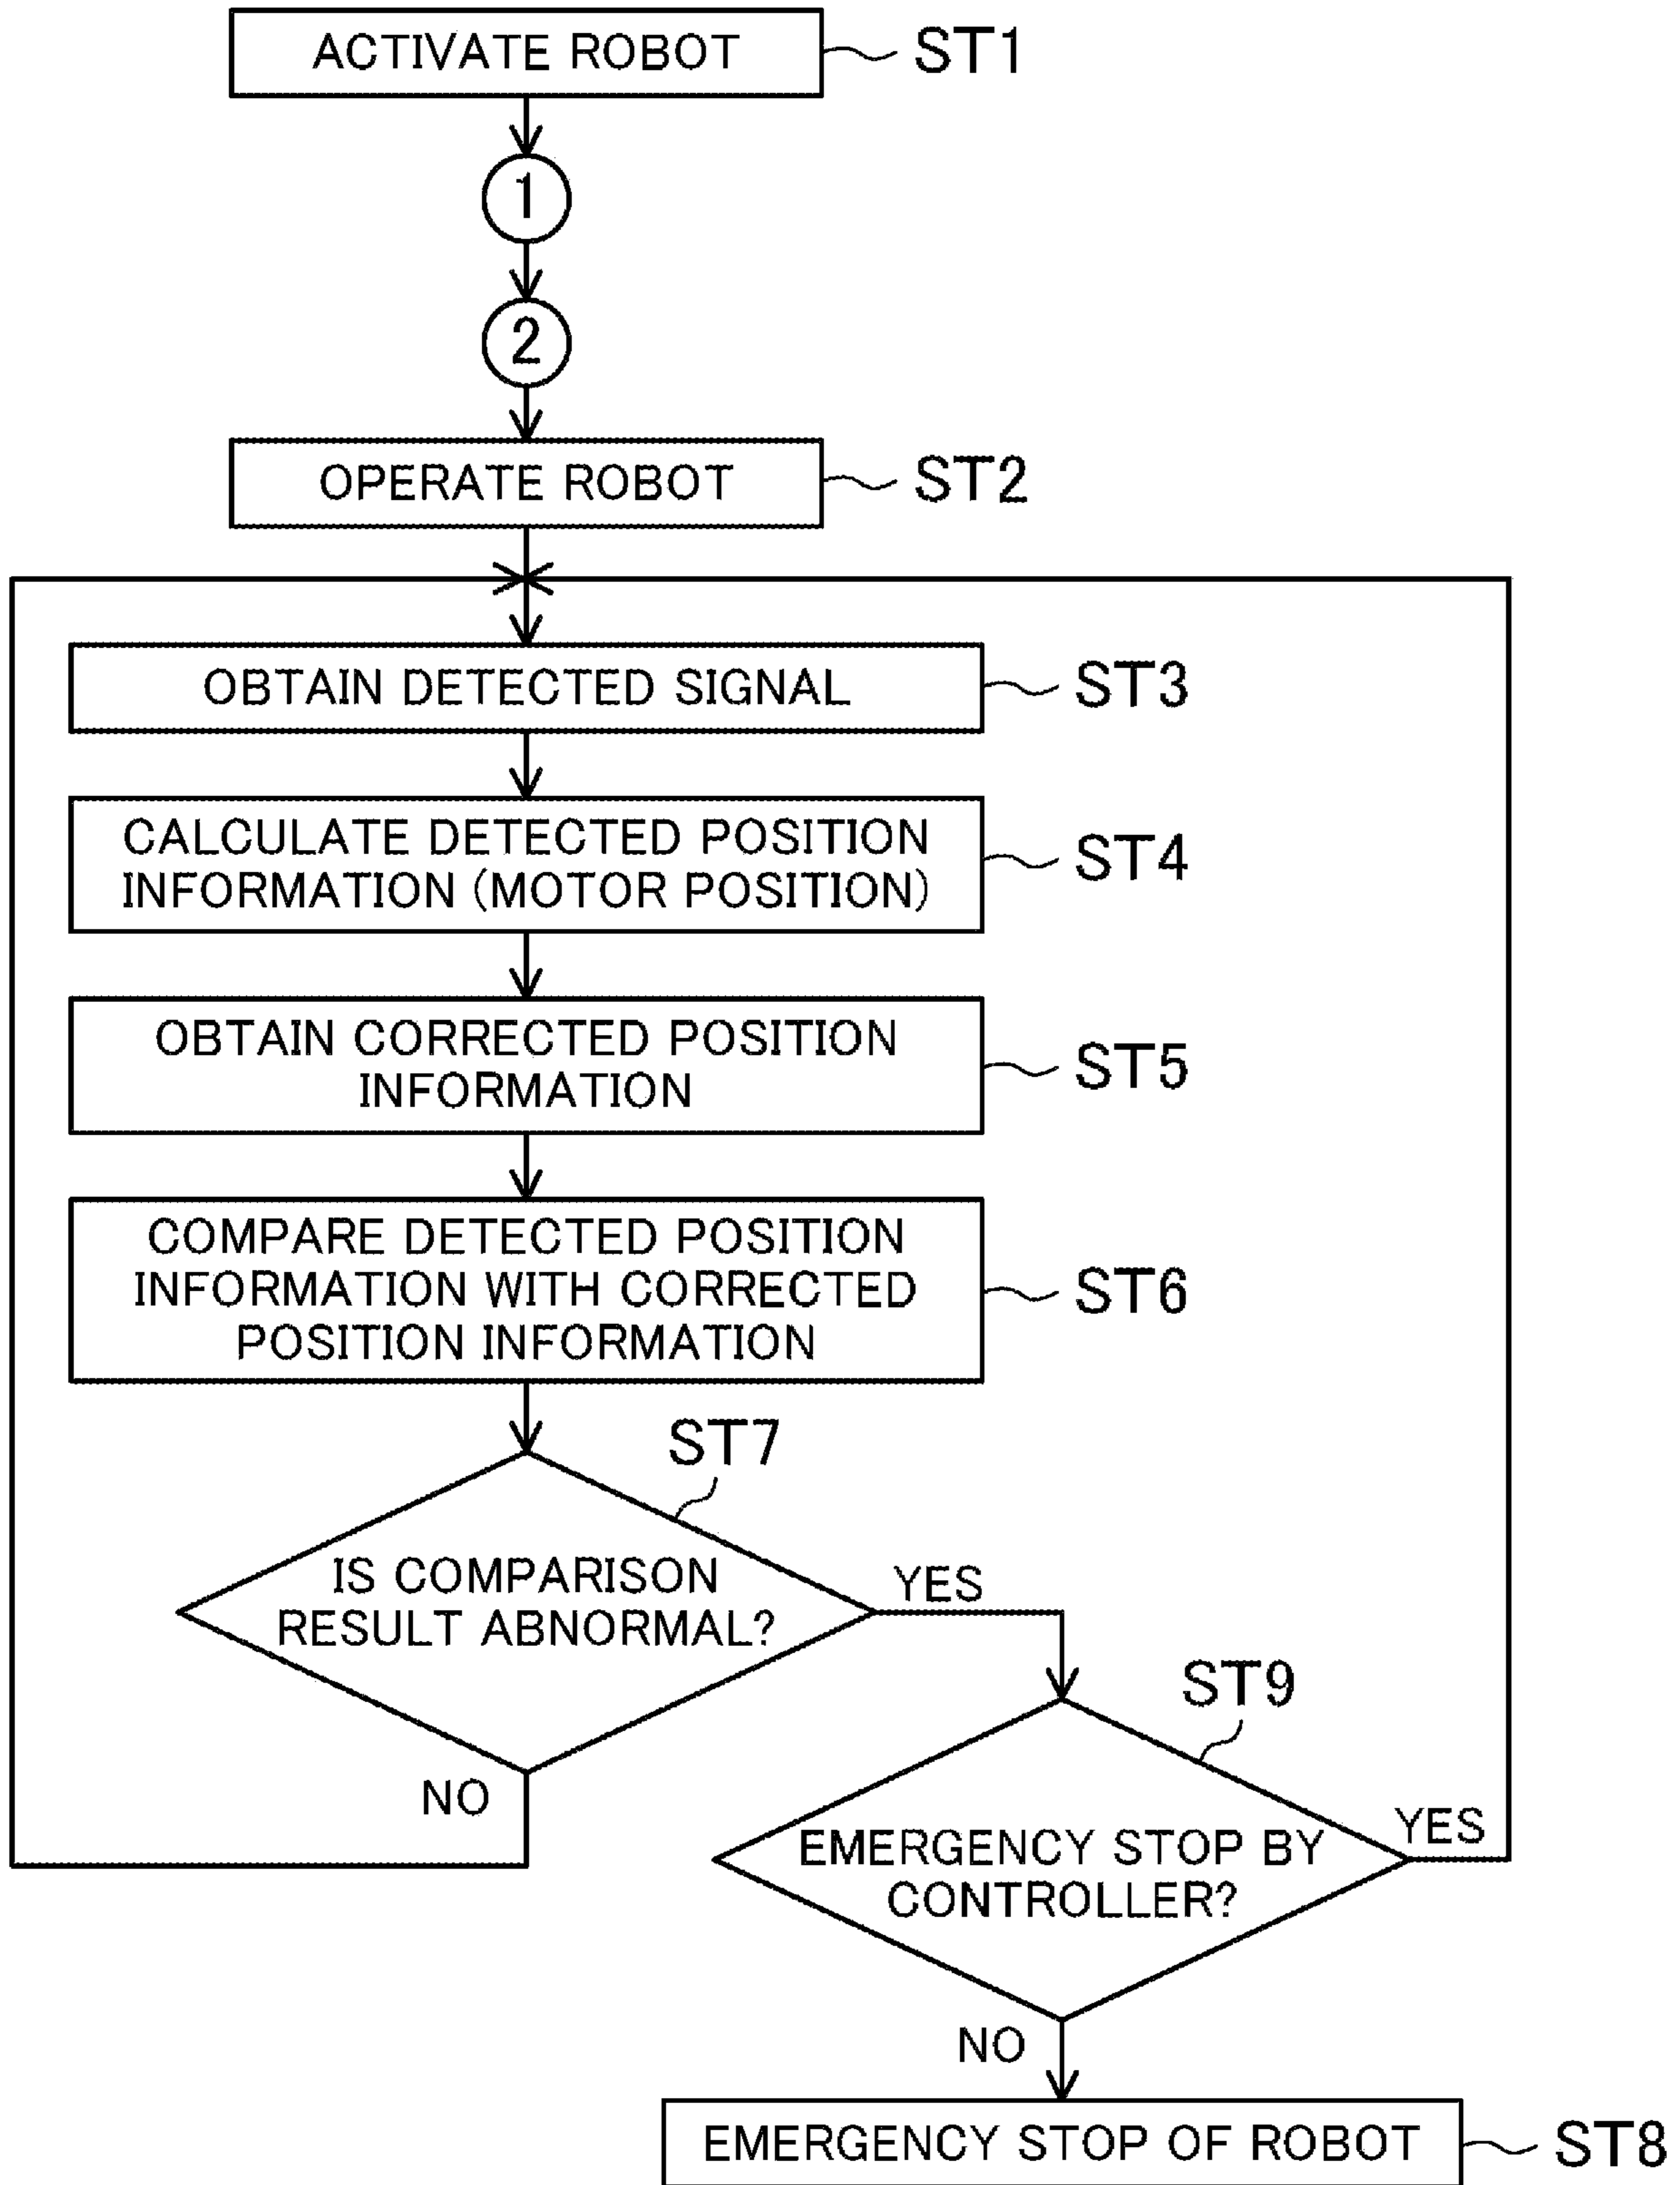 ACTIVATE ROBOT
ST1
1
2
OPERATE ROBOT
ST2
OBTAIN DETECTED SIGNAL
ST3
CALCULATE DETECTED POSITION
INFORMATION (MOTOR POSITION)
ST4
OBTAIN CORRECTED POSITION
INFORMATION
ST5
COMPARE DETECTED POSITION
INFORMATION WITH CORRECTED
POSITION INFORMATION
ST6
ST7
IS COMPARISON
RESULT ABNORMAL?
YES
NO
ST9
EMERGENCY STOP BY
CONTROLLER?
YES
NO
EMERGENCY STOP OF ROBOT
ST8